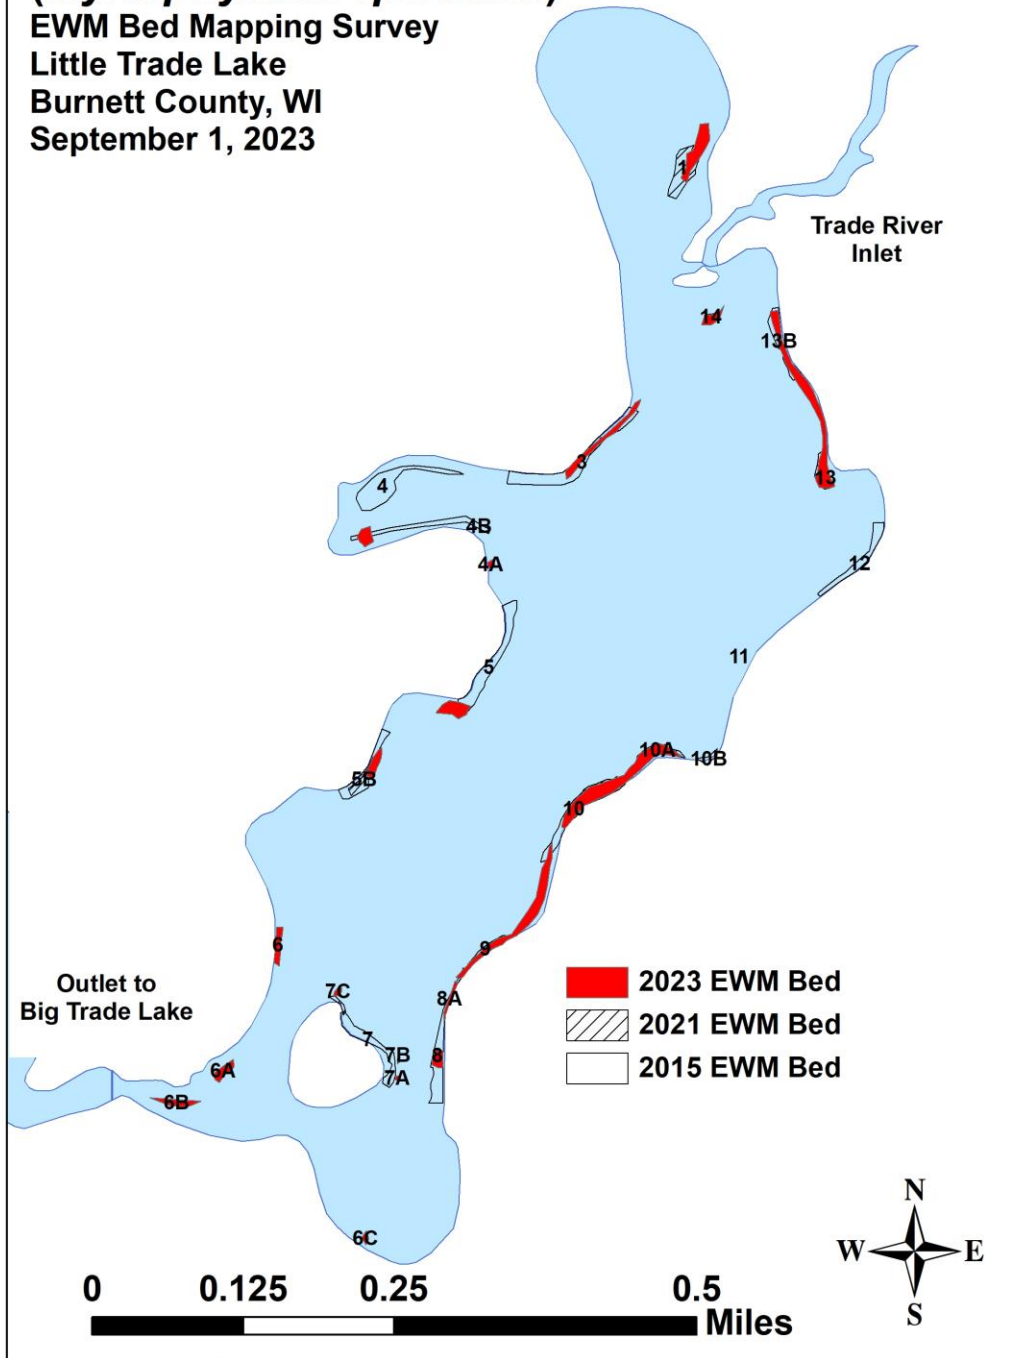 EWM Bed Mapping Survey
Little Trade Lake
Burnett County, WI
September 1, 2023
1
Trade River
Inlet
14
13B
3
4
13
4B
4A
12
11
5
10A
10B
5B
10
6
9
Outlet to
Big Trade Lake
7C
8A
7
7B
8
6A
7A
6B
6C
2023 EWM Bed
2021 EWM Bed
2015 EWM Bed
N
W
E
S
0 0.125 0.25 0.5
Miles